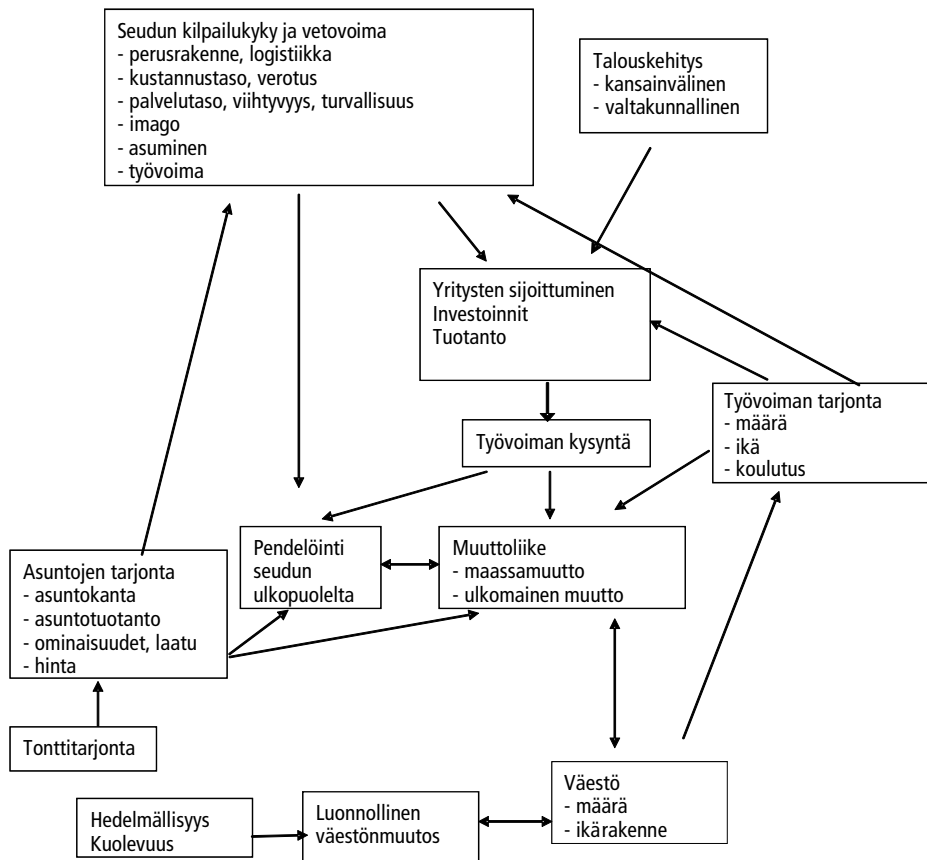 Seudun kilpailukyky ja vetovoima
- perusrakenne, logistiikka
- kustannustaso, verotus
- palvelutaso, viihtyvyys, turvallisuus
- imago
- asuminen
- työvoima
Talouskehitys
- kansainvälinen
- valtakunnallinen
Yritysten sijoittuminen
Investoinnit
Tuotanto
Työvoiman tarjonta
- määrä
- ikä
- koulutus
Työvoiman kysyntä
Pendelöinti
seudun
ulkopuolelta
Muuttoliike
- maassamuutto
- ulkomainen muutto
Asuntojen tarjonta
- asuntokanta
- asuntotuotanto
- ominaisuudet, laatu
- hinta
Tonttitarjonta
Väestö
- määrä
- ikärakenne
Luonnollinen
väestönmuutos
Hedelmällisyys
Kuolevuus